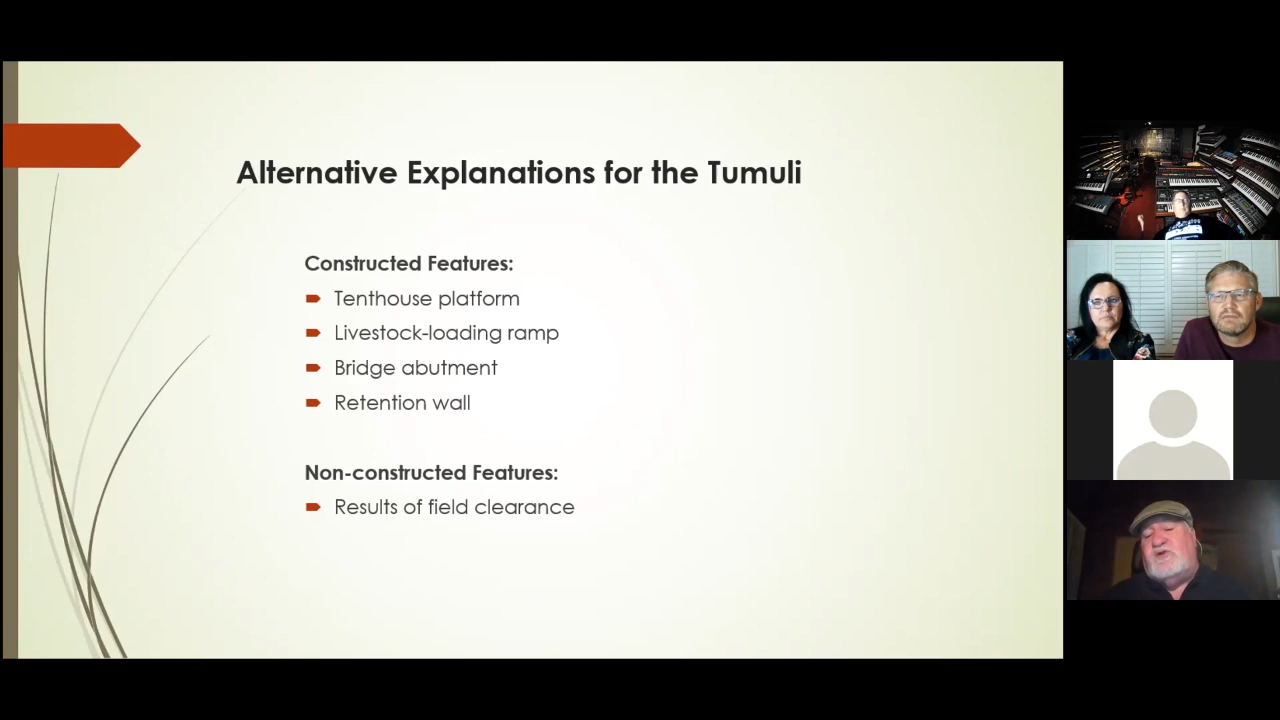 Alternative Explanations for the Tumuli
Constructed Features:
Tenthouse platform
Livestock-loading ramp
Bridge abutment
Retention wall
Non-constructed Features:
Results of field clearance